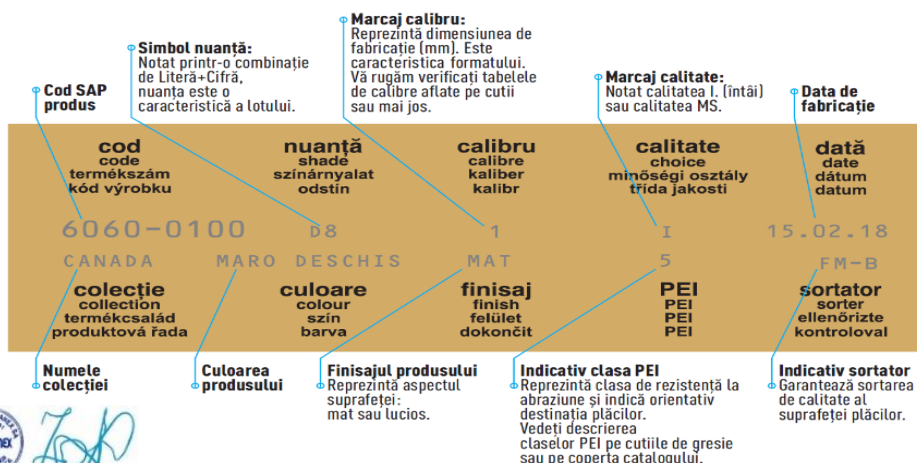 Marcaj calibru:
Reprezintă dimensiunea de
fabricație (mm). Este
caracteristica formatului.
Vă rugăm verificați tabelele
de calibre aflate pe cutii
sau mai jos.
Simbol nuanță:
Notat printr-o combinație
de Literă+Cifră,
nuanța este o
caracteristică a lotului.
Cod SAP
produs
Marcaj calitate:
Notat calitatea I. (întâi)
sau calitatea MS.
Data de
fabricație
cod
code
termékszám
kód výrobku
nuanță
shade
színárnyalat
odstín
calibru
calibre
kaliber
kalibr
calitate
choice
minőségi osztály
třída jakosti
dată
date
dátum
datum
6060-0100 D8 1 I 15.02.18
CANADA MARO DESCHIS MAT 5 FM-B
colecție
collection
termékcsalád
produktová řada
culoare
colour
szín
barva
finisaj
finish
felület
dokončit
PEI
PEI
PEI
PEI
sortator
sorter
ellenőrizte
kontroloval
Numele
colecției
Culoarea
produsului
Finisajul produsului
Reprezintă aspectul
suprafeței:
mat sau lucios.
Indicativ clasa PEI
Reprezintă clasa de rezistență la
abraziune și indică orientativ
destinația plăcilor.
Vedeți descrierea
claselor PEI pe cutiile de gresie
sau pe coperta catalogului.
Indicativ sortator
Garantează sortarea
de calitate al
suprafeței plăcilor.